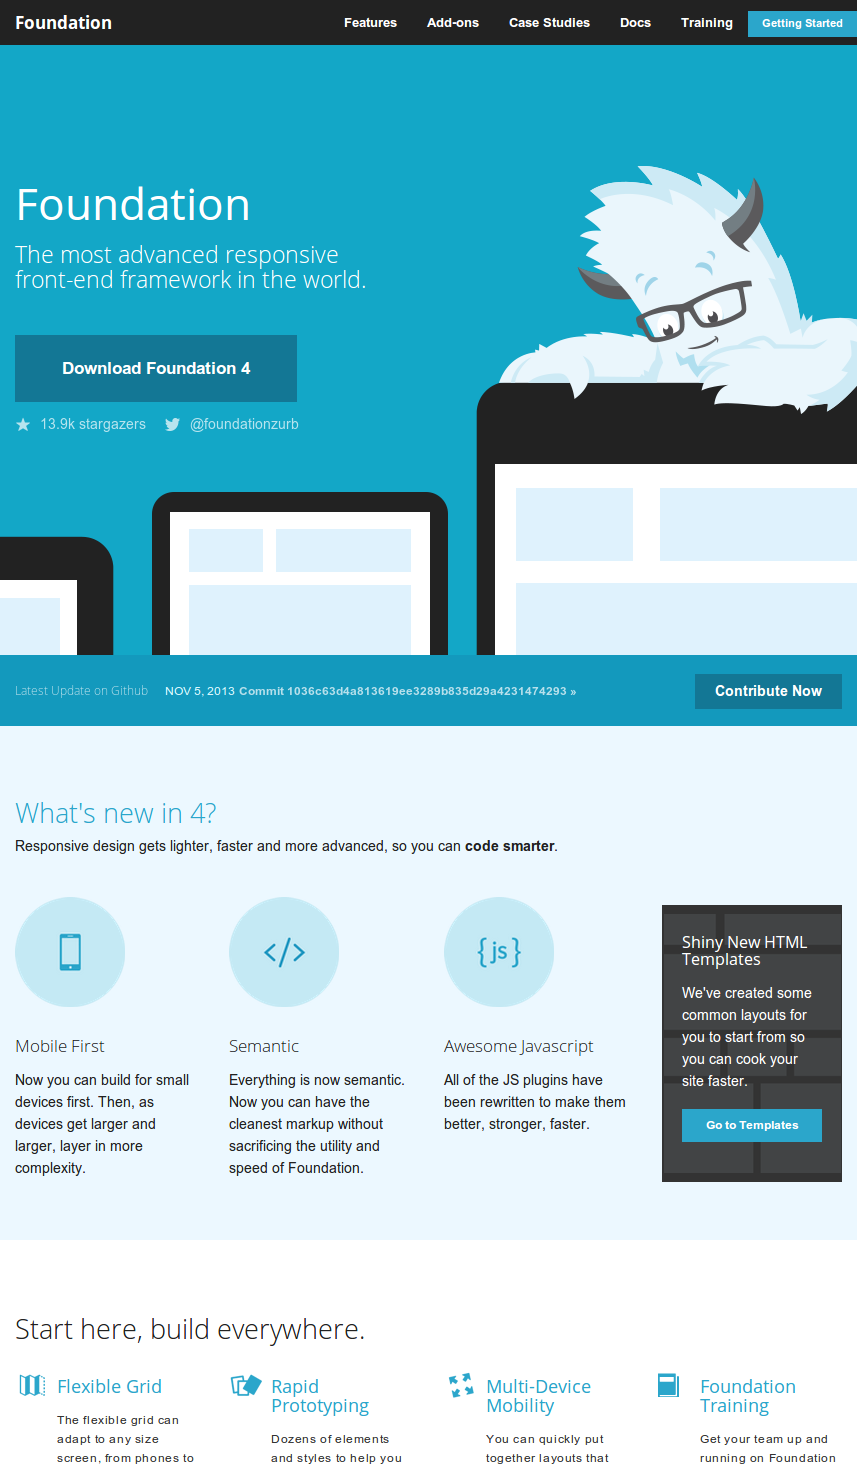 Foundation
Features Add-ons Case Studies Docs Training Getting Started
Foundation
The most advanced responsive
front-end framework in the world.
Download Foundation 4
13.9k stargazers @foundationzurb
Latest Update on Github NOV 5, 2013 Commit 1036c63d4a813619ee3289b835d29a4231474293 »
Contribute Now
What's new in 4?
Responsive design gets lighter, faster and more advanced, so you can code smarter.
</>
{js}
Mobile First
Now you can build for small
devices first. Then, as
devices get larger and
larger, layer in more
complexity.
Semantic
Everything is now semantic.
Now you can have the
cleanest markup without
sacrificing the utility and
speed of Foundation.
Awesome Javascript
All of the JS plugins have
been rewritten to make them
better, stronger, faster.
Shiny New HTML
Templates
We've created some
common layouts for
you to start from so
you can cook your
site faster.
Go to Templates
Start here, build everywhere.
Flexible Grid
The flexible grid can
adapt to any size
screen, from phones to
Rapid
Prototyping
Dozens of elements
and styles to help you
Multi-Device
Mobility
You can quickly put
together layouts that
Foundation
Training
Get your team up and
running on Foundation